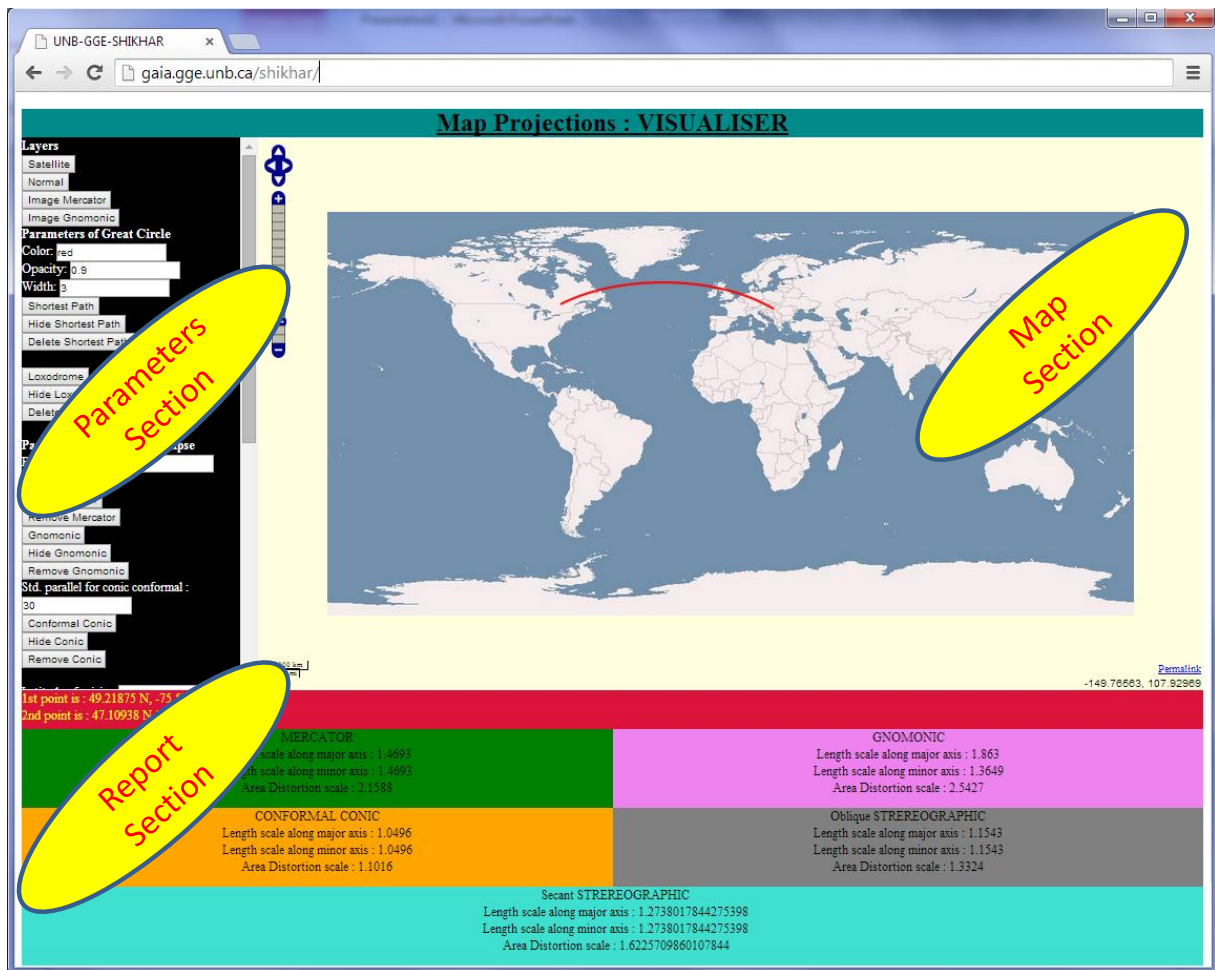 UNB-GGE-SHIKHAR
gaia.gge.unb.ca/shikhar/
Map Projections : VISUALISER
Layers
Satellite
Normal
Image Mercator
Image Gnomonic
Parameters of Great Circle
Color: red
Opacity: 0.9
Width: 3
Shortest Path
Hide Shortest Path
Delete Shortest
Loxodrome
Hide
Remove Mercator
Gnomonic
Hide Gnomonic
Remove Gnomonic
Std. parallel for conic conformal :
30
Conformal Conic
Hide Conic
Remove Conic
Parameters
Section
Map
Section
km
Permalink
-149.76563, 107.92969
1st point is : 49.21875 N,
2nd point is : 47.10938 N
Report
Section
MERCATOR
scale along major axis : 1.4693
scale along minor axis : 1.4693
Area Distortion scale : 2.1588
GNOMONIC
Length scale along major axis : 1.863
Length scale along minor axis : 1.3649
Area Distortion scale : 2.5427
CONFORMAL CONIC
Length scale along major axis : 1.0496
Length scale along minor axis : 1.0496
Area Distortion scale : 1.1016
Oblique STREREOGRAPHIC
Length scale along major axis : 1.1543
Length scale along minor axis : 1.1543
Area Distortion scale : 1.3324
Secant STREREOGRAPHIC
Length scale along major axis : 1.2738017844275398
Length scale along minor axis : 1.2738017844275398
Area Distortion scale : 1.6225709860107844